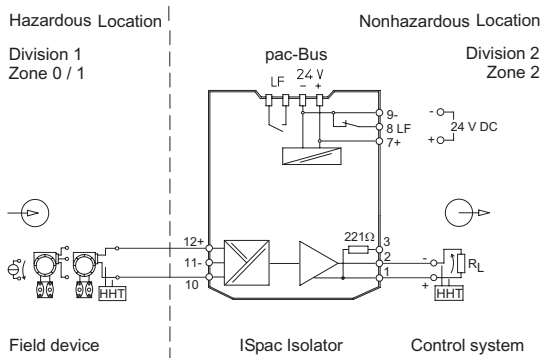 Hazardous Location
Nonhazardous Location
Division 1
Zone 0 / 1
pac-Bus
Division 2
Zone 2
LF
24 V
– +
9-
8 LF
7+
-
24 V DC
+
12+
11-
10
221Ω
3
2
1
-
+
RL
HHT
HHT
Field device
ISpac Isolator
Control system